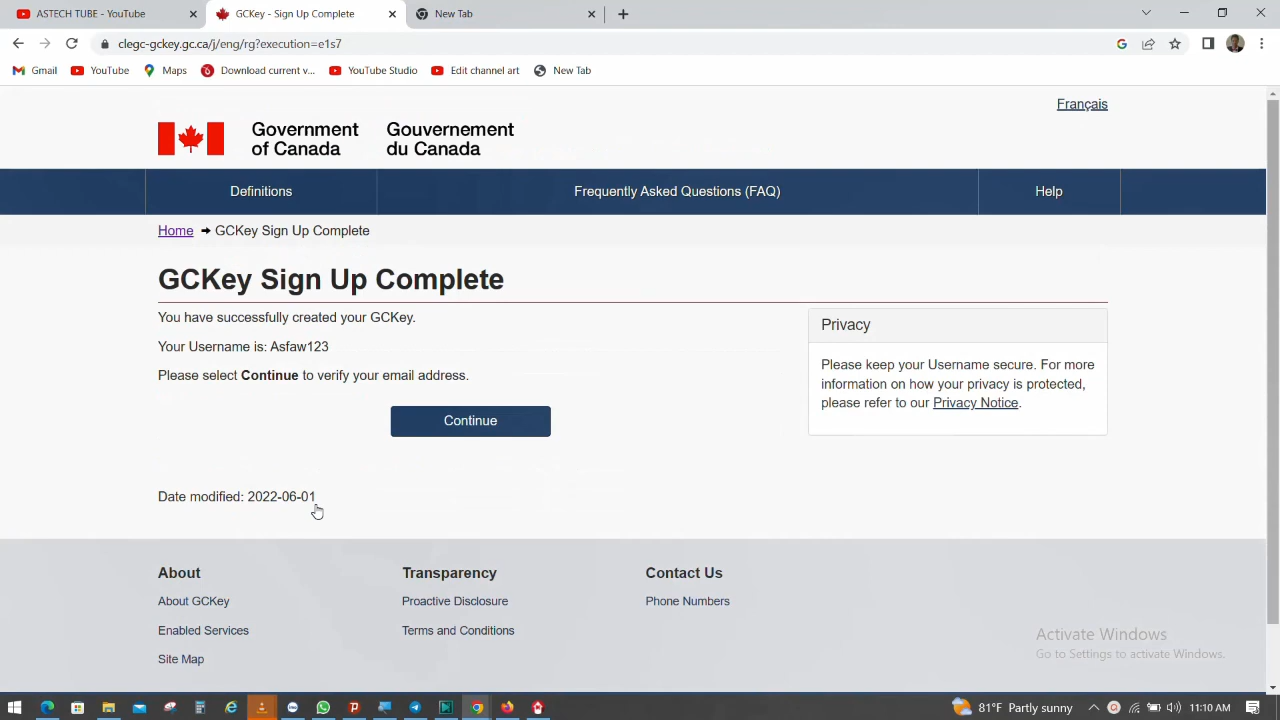 ASTECH TUBE - YouTube
GCKey - Sign Up Complete
New Tab
clegc-gckey.gc.ca/j/eng/rg?execution=e1s7
Gmail
YouTube
Maps
Download current v...
YouTube Studio
Edit channel art
New Tab
Français
Government of Canada
Gouvernement du Canada
Definitions
Frequently Asked Questions (FAQ)
Help
Home ➜ GCKey Sign Up Complete
GCKey Sign Up Complete
You have successfully created your GCKey.
Your Username is: Asfaw123
Please select Continue to verify your email address.
Continue
Privacy
Please keep your Username secure. For more
information on how your privacy is protected,
please refer to our Privacy Notice.
Date modified: 2022-06-01
About
About GCKey
Enabled Services
Site Map
Transparency
Proactive Disclosure
Terms and Conditions
Contact Us
Phone Numbers
Activate Windows
Go to Settings to activate Windows.
81°F Partly sunny
11:10 AM